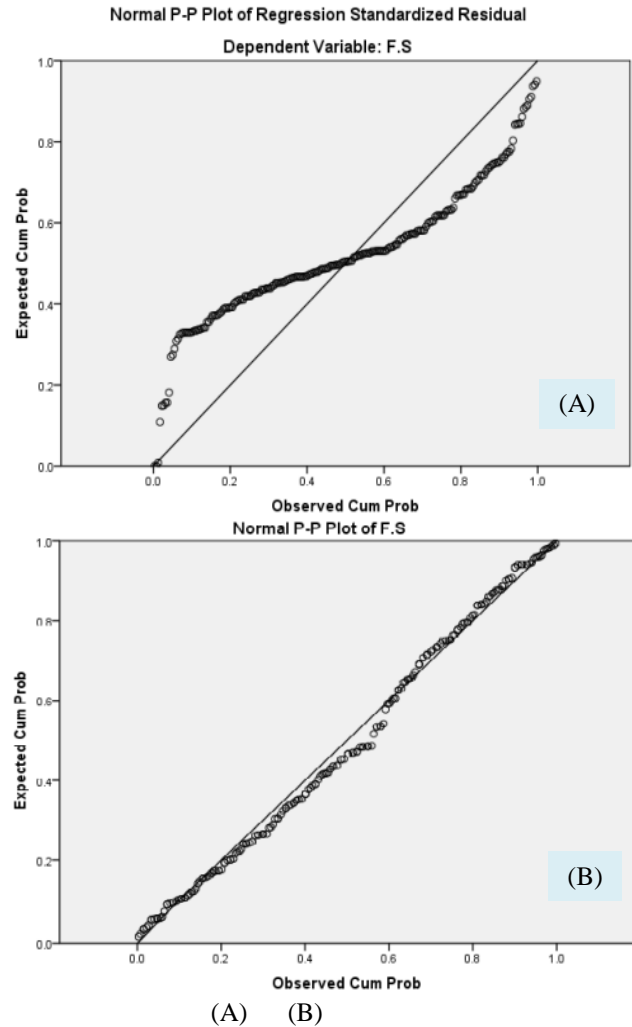 Normal P-P Plot of Regression Standardized Residual
Dependent Variable: F.S
1.0
0.8
0.6
0.4
0.2
0.0
Expected Cum Prob
(A)
0.0 0.2 0.4 0.6 0.8 1.0
Observed Cum Prob
Normal P-P Plot of F.S
1.0
0.8
0.6
0.4
0.2
0.0
Expected Cum Prob
(B)
0.0 0.2 0.4 0.6 0.8 1.0
Observed Cum Prob
(A) (B)